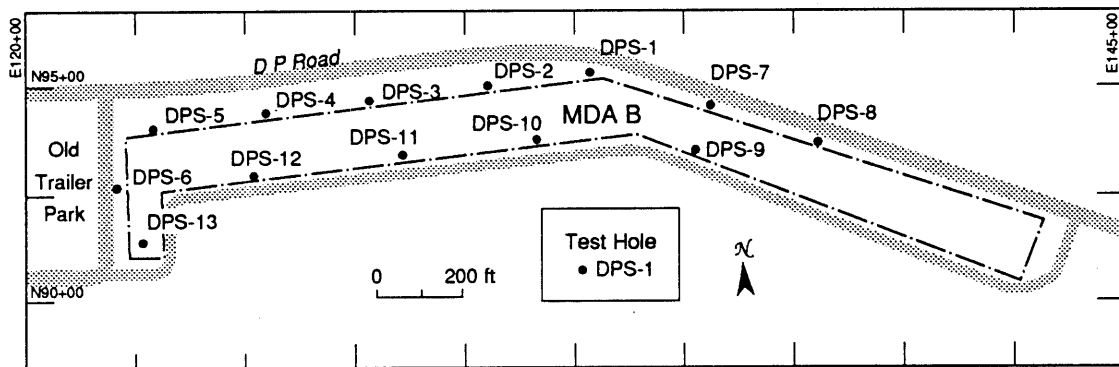 E120+00
E145+00
N95+00
D P Road
DPS-1
DPS-2
DPS-7
DPS-3
DPS-4
DPS-5
DPS-8
MDA B
DPS-10
DPS-11
DPS-9
DPS-12
Old
Trailer
Park
DPS-6
DPS-13
Test Hole
DPS-1
N
0 200 ft
N90+00